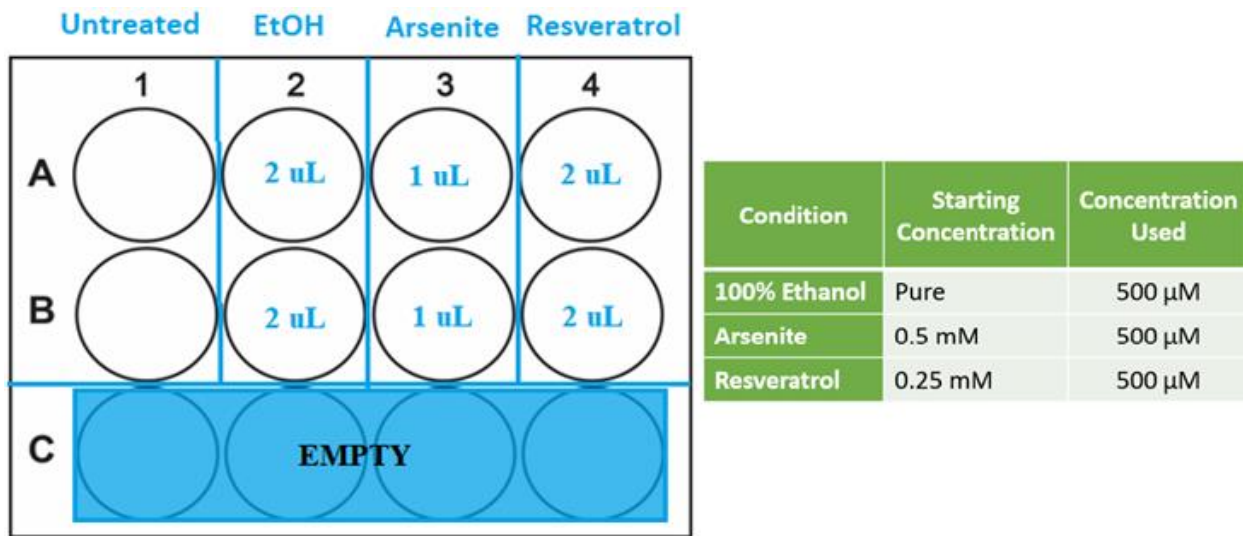 Untreated EtOH Arsenite Resveratrol
1 2 3 4
A 2 uL 1 uL 2 uL
B 2 uL 1 uL 2 uL
C EMPTY
Condition Starting Concentration Concentration Used
100% Ethanol Pure 500 µM
Arsenite 0.5 mM 500 µM
Resveratrol 0.25 mM 500 µM